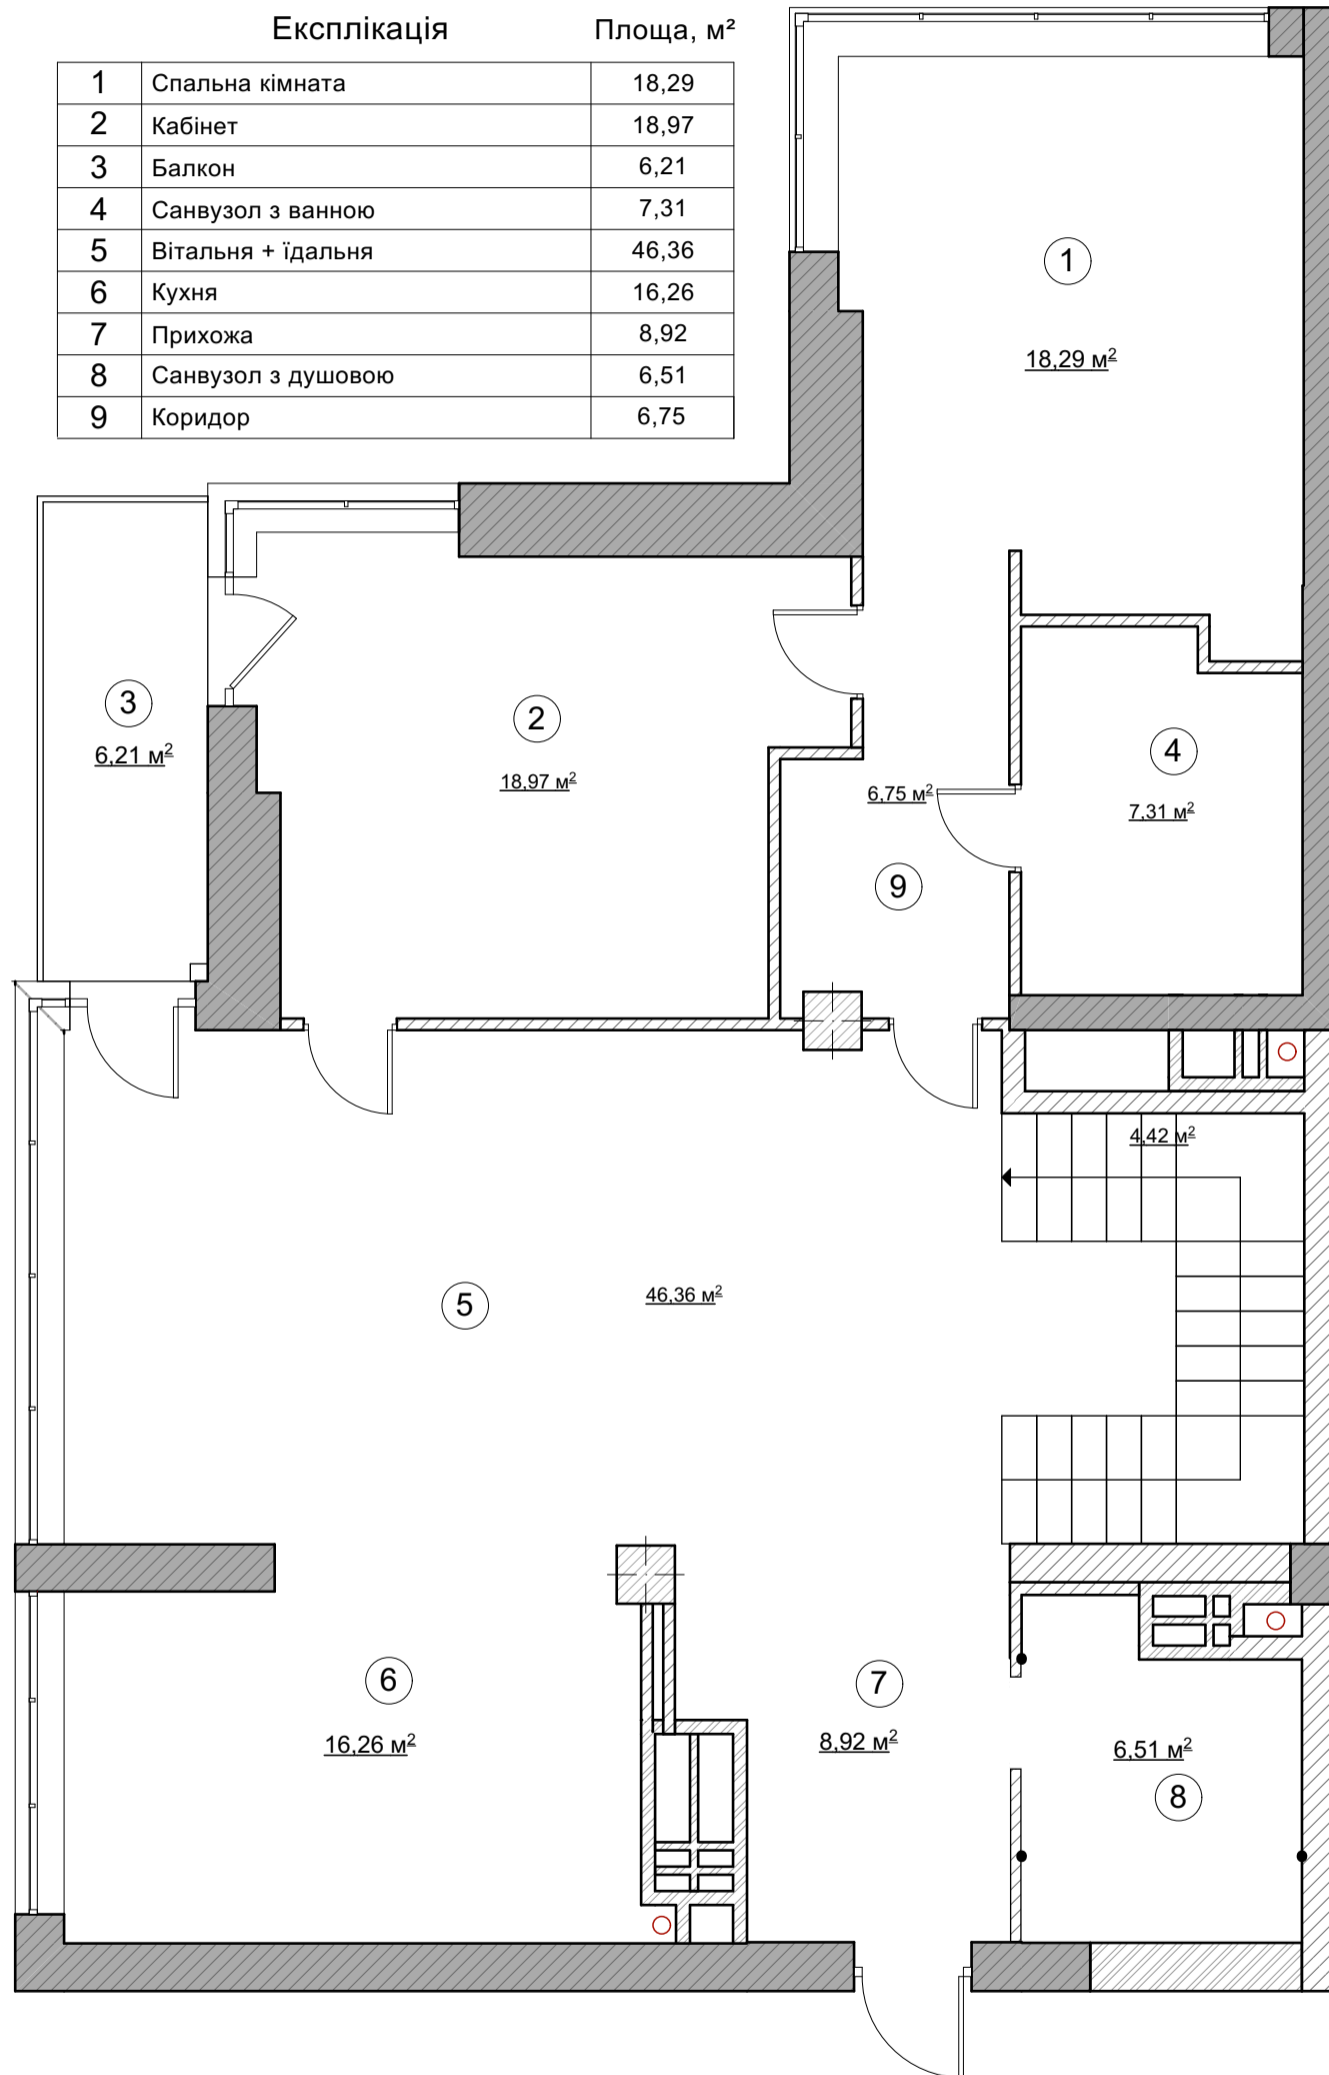 Експлікація Площа, м²
1 Спальна кімната 18,29
2 Кабінет 18,97
3 Балкон 6,21
4 Санвузол з ванною 7,31
5 Вітальня + їдальня 46,36
6 Кухня 16,26
7 Прихожа 8,92
8 Санвузол з душовою 6,51
9 Коридор 6,75
1
18,29 м²
3
6,21 м²
2
18,97 м²
4
7,31 м²
6,75 м²
9
4,42 м²
5
46,36 м²
6
16,26 м²
7
8,92 м²
6,51 м²
8